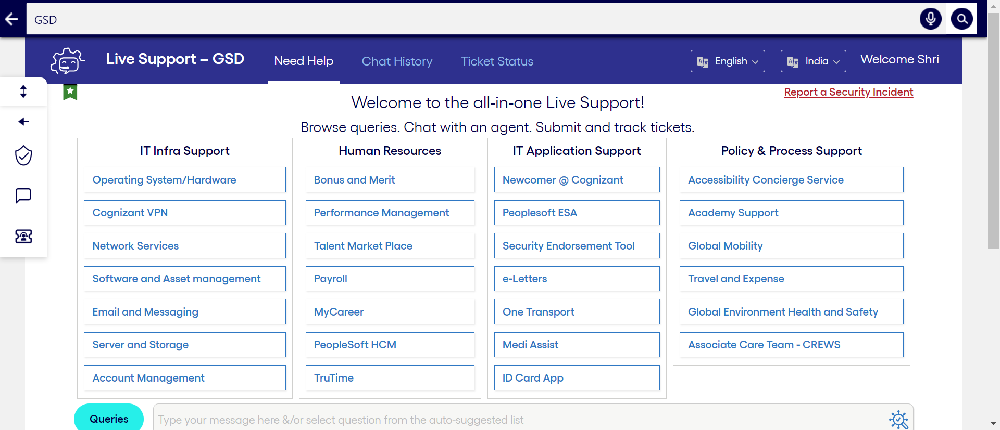 GSD
Live Support – GSD
Need Help
Chat History
Ticket Status
English
India
Welcome Shri
Report a Security Incident
Welcome to the all-in-one Live Support!
Browse queries. Chat with an agent. Submit and track tickets.
IT Infra Support
Operating System/Hardware
Cognizant VPN
Network Services
Software and Asset management
Email and Messaging
Server and Storage
Account Management
Human Resources
Bonus and Merit
Performance Management
Talent Market Place
Payroll
MyCareer
PeopleSoft HCM
TruTime
IT Application Support
Newcomer @ Cognizant
Peoplesoft ESA
Security Endorsement Tool
e-Letters
One Transport
Medi Assist
ID Card App
Policy & Process Support
Accessibility Concierge Service
Academy Support
Global Mobility
Travel and Expense
Global Environment Health and Safety
Associate Care Team - CREWS
Queries
Type your message here &/or select question from the auto-suggested list